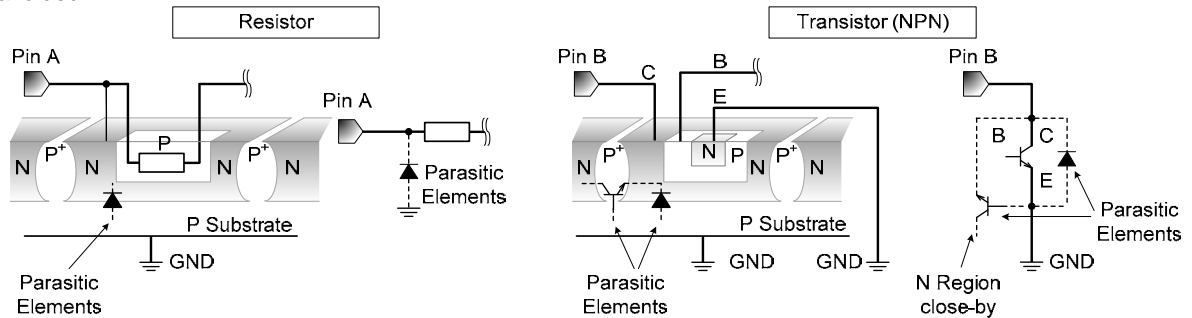 Resistor
Transistor (NPN)
Pin A
Pin A
N
P+
N
P
P+
N
N
Parasitic
Elements
P Substrate
GND
Parasitic
Elements
Pin B
C
B
E
N
P+
N
N
P
P+
N
N
P Substrate
GND
GND
Parasitic
Elements
Pin B
B
C
E
Parasitic
Elements
GND
N Region
close-by